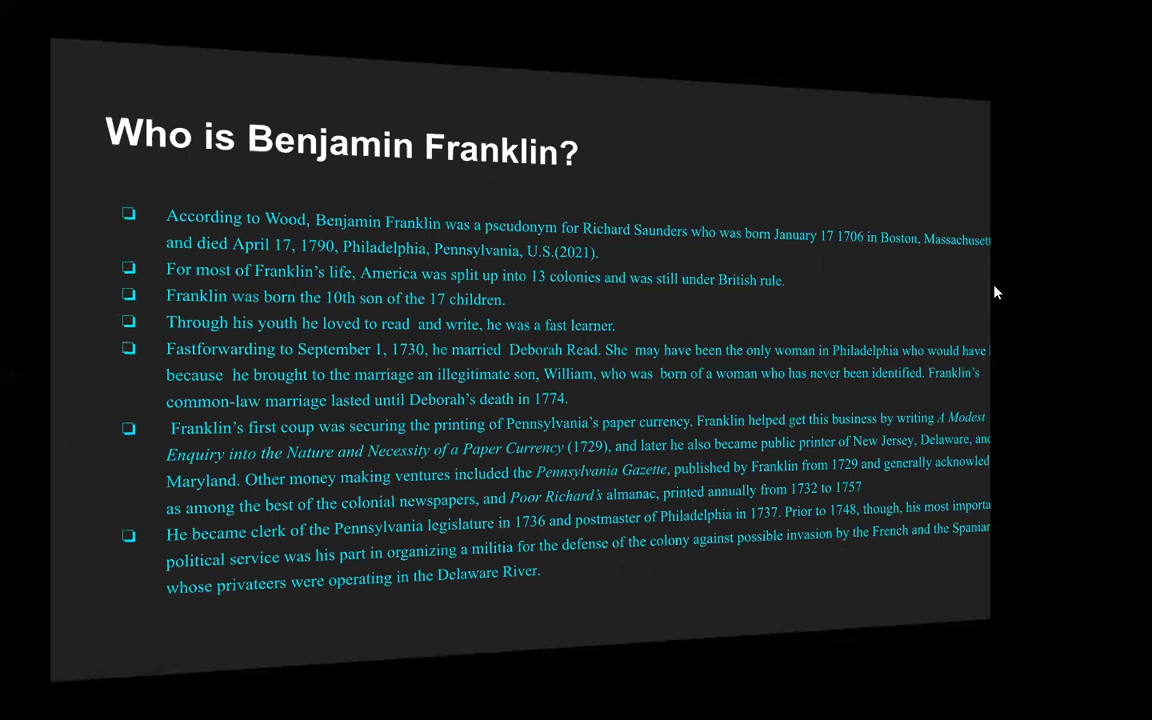 Who is Benjamin Franklin?
According to Wood, Benjamin Franklin was a pseudonym for Richard Saunders who was born January 17 1706 in Boston, Massachusett
and died April 17, 1790, Philadelphia, Pennsylvania, U.S.(2021).
For most of Franklin's life, America was split up into 13 colonies and was still under British rule.
Franklin was born the 10th son of the 17 children.
Through his youth he loved to read and write, he was a fast learner.
Fastforwarding to September 1, 1730, he married Deborah Read. She may have been the only woman in Philadelphia who would have
because he brought to the marriage an illegitimate son, William, who was born of a woman who has never been identified. Franklin's
common-law marriage lasted until Deborah's death in 1774.
Franklin's first coup was securing the printing of Pennsylvania's paper currency. Franklin helped get this business by writing A Modest
Enquiry into the Nature and Necessity of a Paper Currency (1729), and later he also became public printer of New Jersey, Delaware, and
Maryland. Other money making ventures included the Pennsylvania Gazette, published by Franklin from 1729 and generally acknowled
as among the best of the colonial newspapers, and Poor Richard's almanac, printed annually from 1732 to 1757
He became clerk of the Pennsylvania legislature in 1736 and postmaster of Philadelphia in 1737. Prior to 1748, though, his most importa
political service was his part in organizing a militia for the defense of the colony against possible invasion by the French and the Spaniar
whose privateers were operating in the Delaware River.